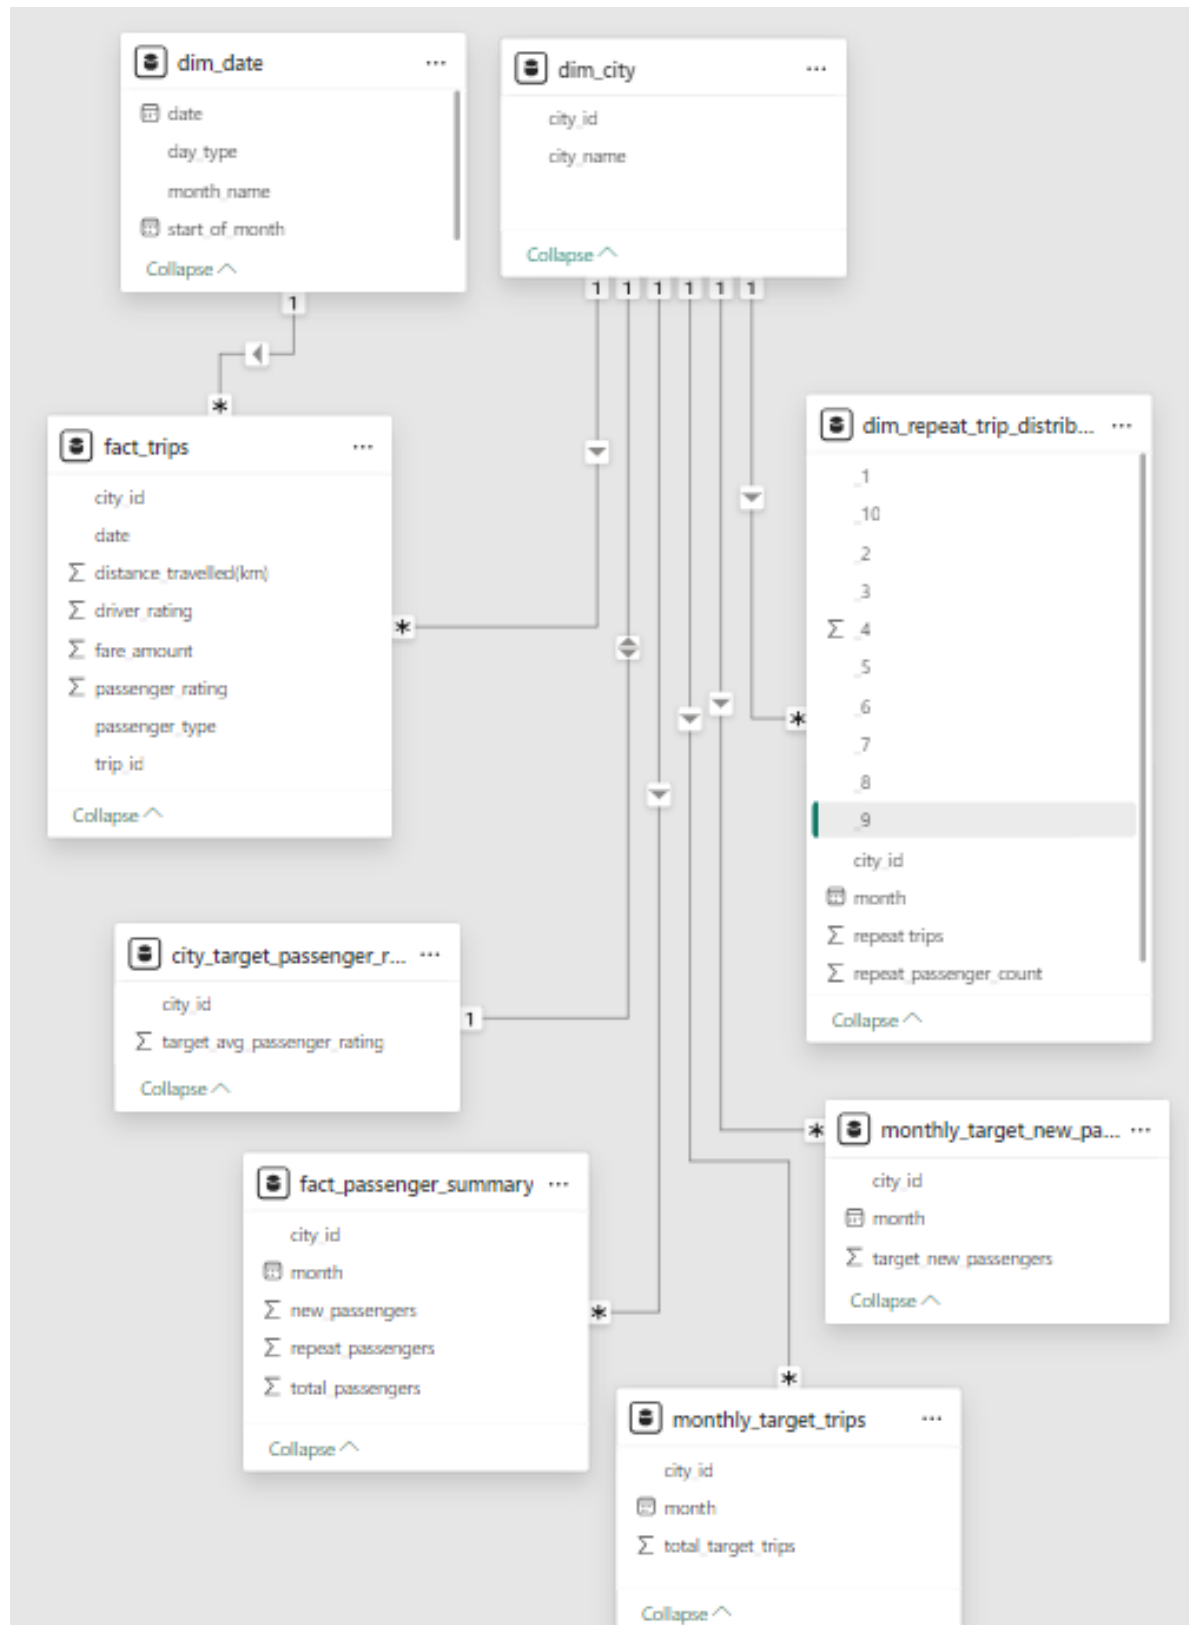 dim_date
date
day_type
month_name
start_of_month
Collapse
dim_city
city_id
city_name
Collapse
1
1 1 1 1 1 1
*
fact_trips
city_id
date
Σ distance_travelled(km)
Σ driver_rating
Σ fare_amount
Σ passenger_rating
passenger_type
trip_id
Collapse
*
dim_repeat_trip_distrib...
_1
_10
_2
_3
Σ _4
_5
_6
_7
_8
_9
city_id
month
Σ repeat trips
Σ repeat_passenger_count
Collapse
*
city_target_passenger_r...
city_id
Σ target_avg_passenger_rating
Collapse
1
fact_passenger_summary
city_id
month
Σ new_passengers
Σ repeat_passengers
Σ total_passengers
Collapse
*
* monthly_target_new_pa...
city_id
month
Σ target_new_passengers
Collapse
*
monthly_target_trips
city_id
month
Σ total_target_trips
Collapse